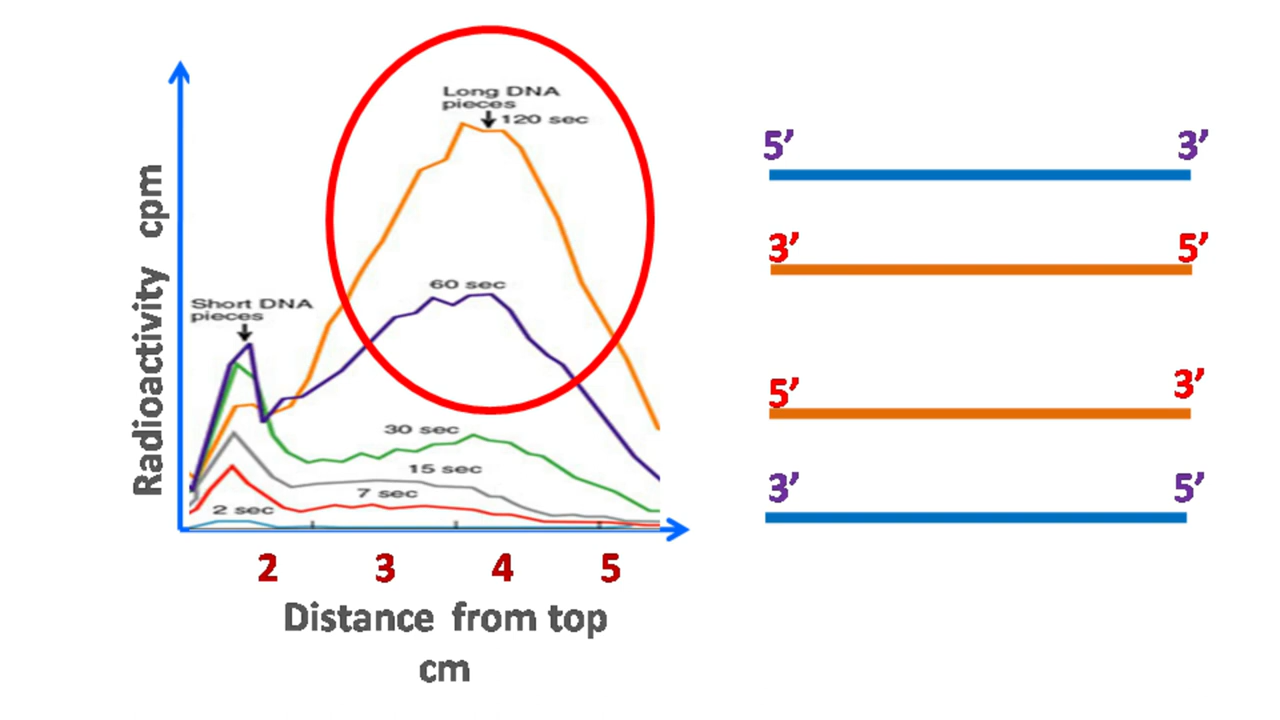 Long DNA
pieces
120 sec
60 sec
Short DNA
pieces
30 sec
15 sec
7 sec
2 sec
Radioactivity cpm
2 3 4 5
Distance from top
cm
5’ 3’
3’ 5’
5’ 3’
3’ 5’